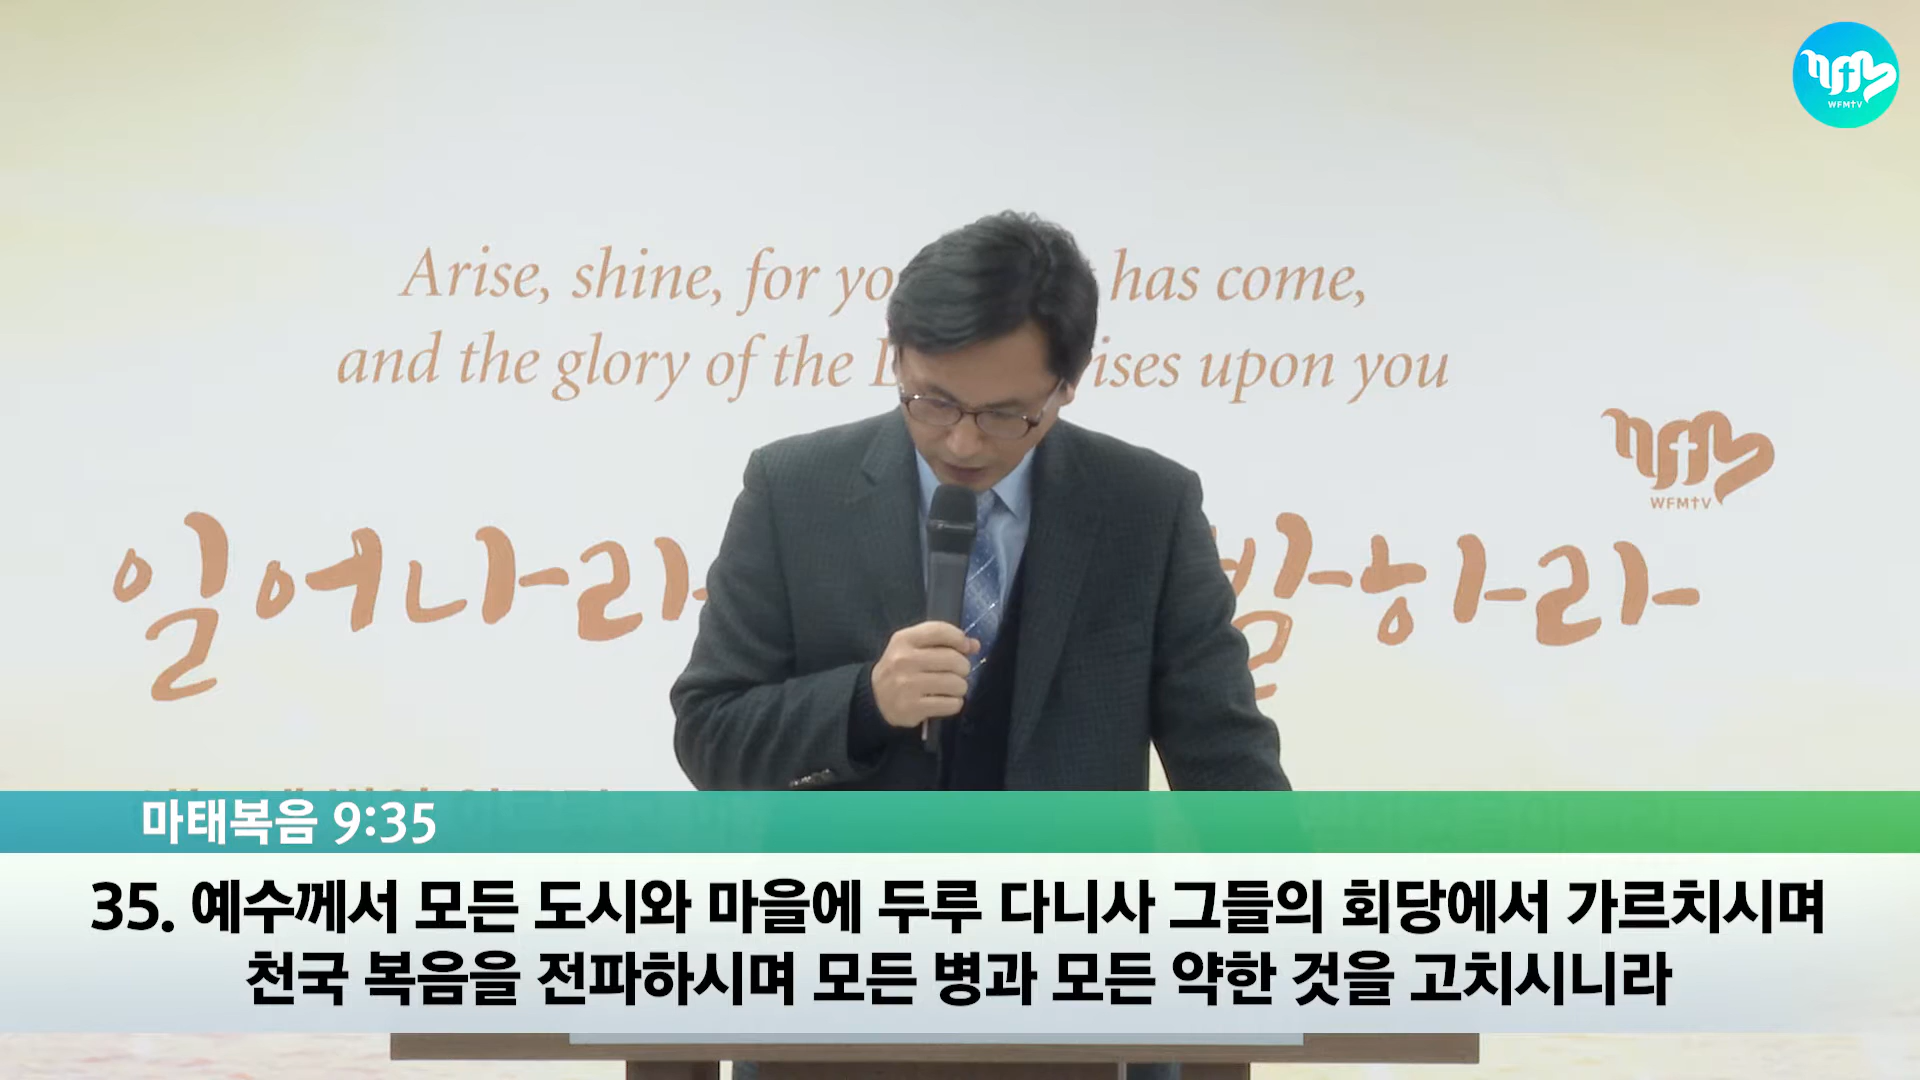 WFM†V
Arise, shine, for yo has come,
and the glory of the ises upon you
WFM†V
일어나라 발하라
마태복음 9:35
35. 예수께서 모든 도시와 마을에 두루 다니사 그들의 회당에서 가르치시며
천국 복음을 전파하시며 모든 병과 모든 약한 것을 고치시니라